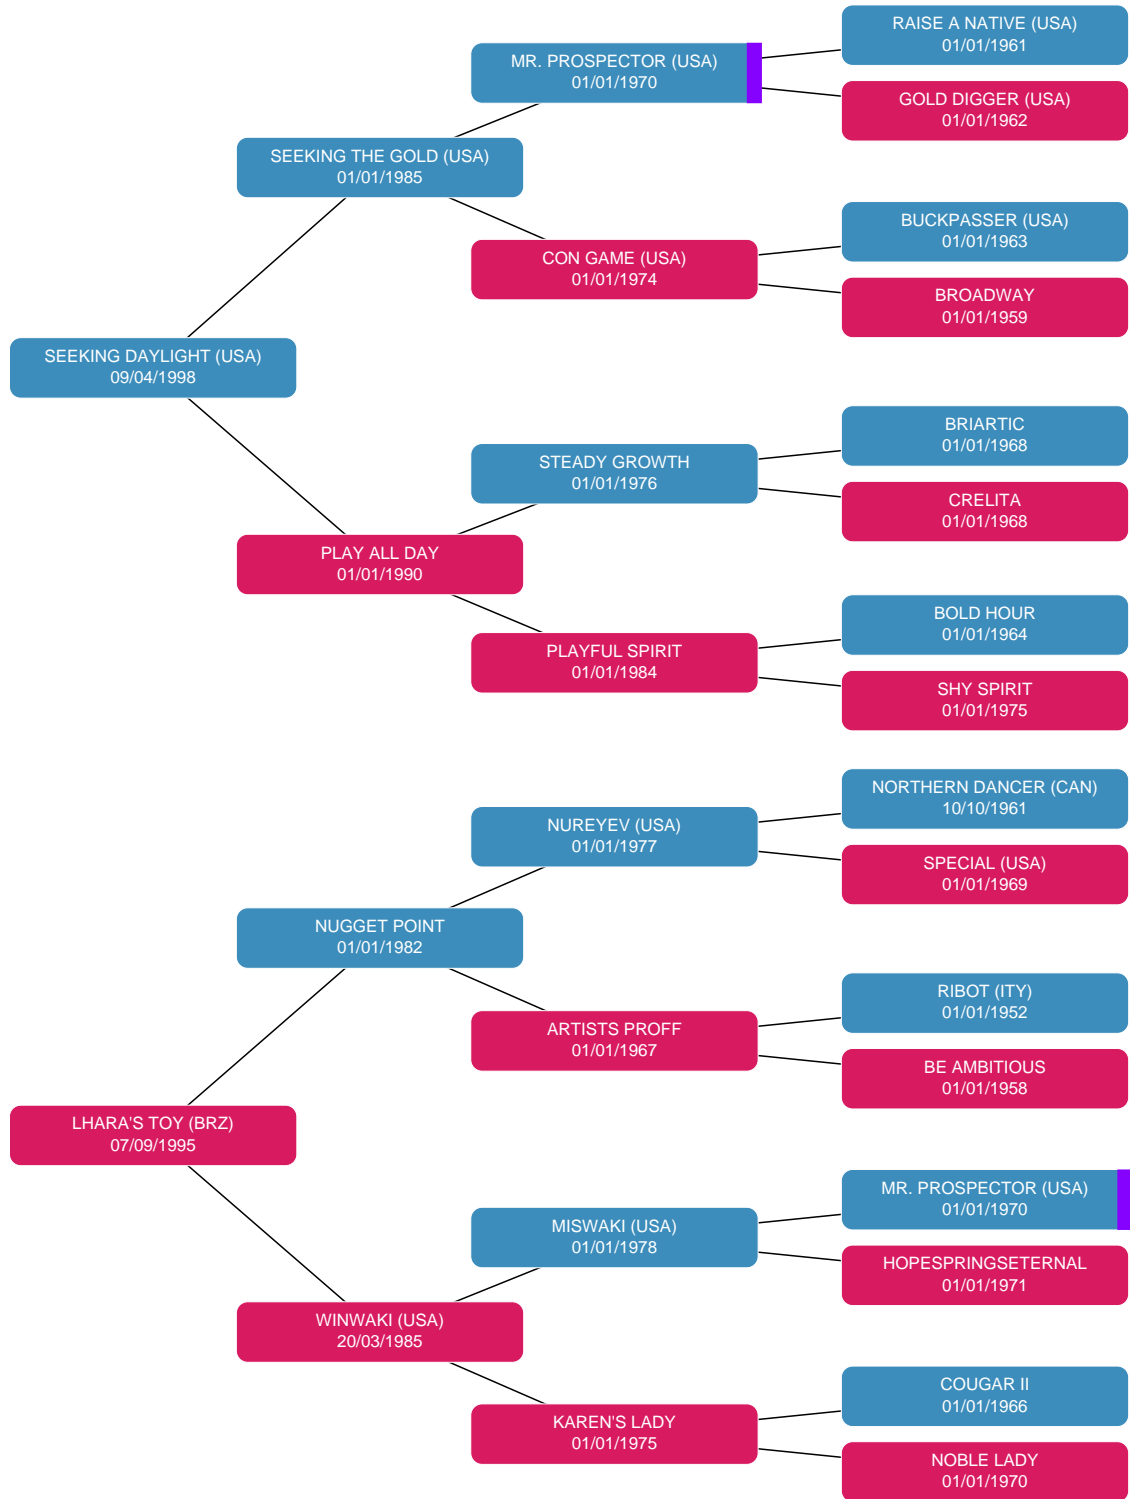 RAISE A NATIVE (USA)
01/01/1961
MR. PROSPECTOR (USA)
01/01/1970
GOLD DIGGER (USA)
01/01/1962
SEEKING THE GOLD (USA)
01/01/1985
BUCKPASSER (USA)
01/01/1963
CON GAME (USA)
01/01/1974
BROADWAY
01/01/1959
SEEKING DAYLIGHT (USA)
09/04/1998
BRIARTIC
01/01/1968
STEADY GROWTH
01/01/1976
CRELITA
01/01/1968
PLAY ALL DAY
01/01/1990
BOLD HOUR
01/01/1964
PLAYFUL SPIRIT
01/01/1984
SHY SPIRIT
01/01/1975
NORTHERN DANCER (CAN)
10/10/1961
NUREYEV (USA)
01/01/1977
SPECIAL (USA)
01/01/1969
NUGGET POINT
01/01/1982
RIBOT (ITY)
01/01/1952
ARTISTS PROFF
01/01/1967
BE AMBITIOUS
01/01/1958
LHARA'S TOY (BRZ)
07/09/1995
MR. PROSPECTOR (USA)
01/01/1970
MISWAKI (USA)
01/01/1978
HOPESPRINGSETERNAL
01/01/1971
WINWAKI (USA)
20/03/1985
COUGAR II
01/01/1966
KAREN'S LADY
01/01/1975
NOBLE LADY
01/01/1970